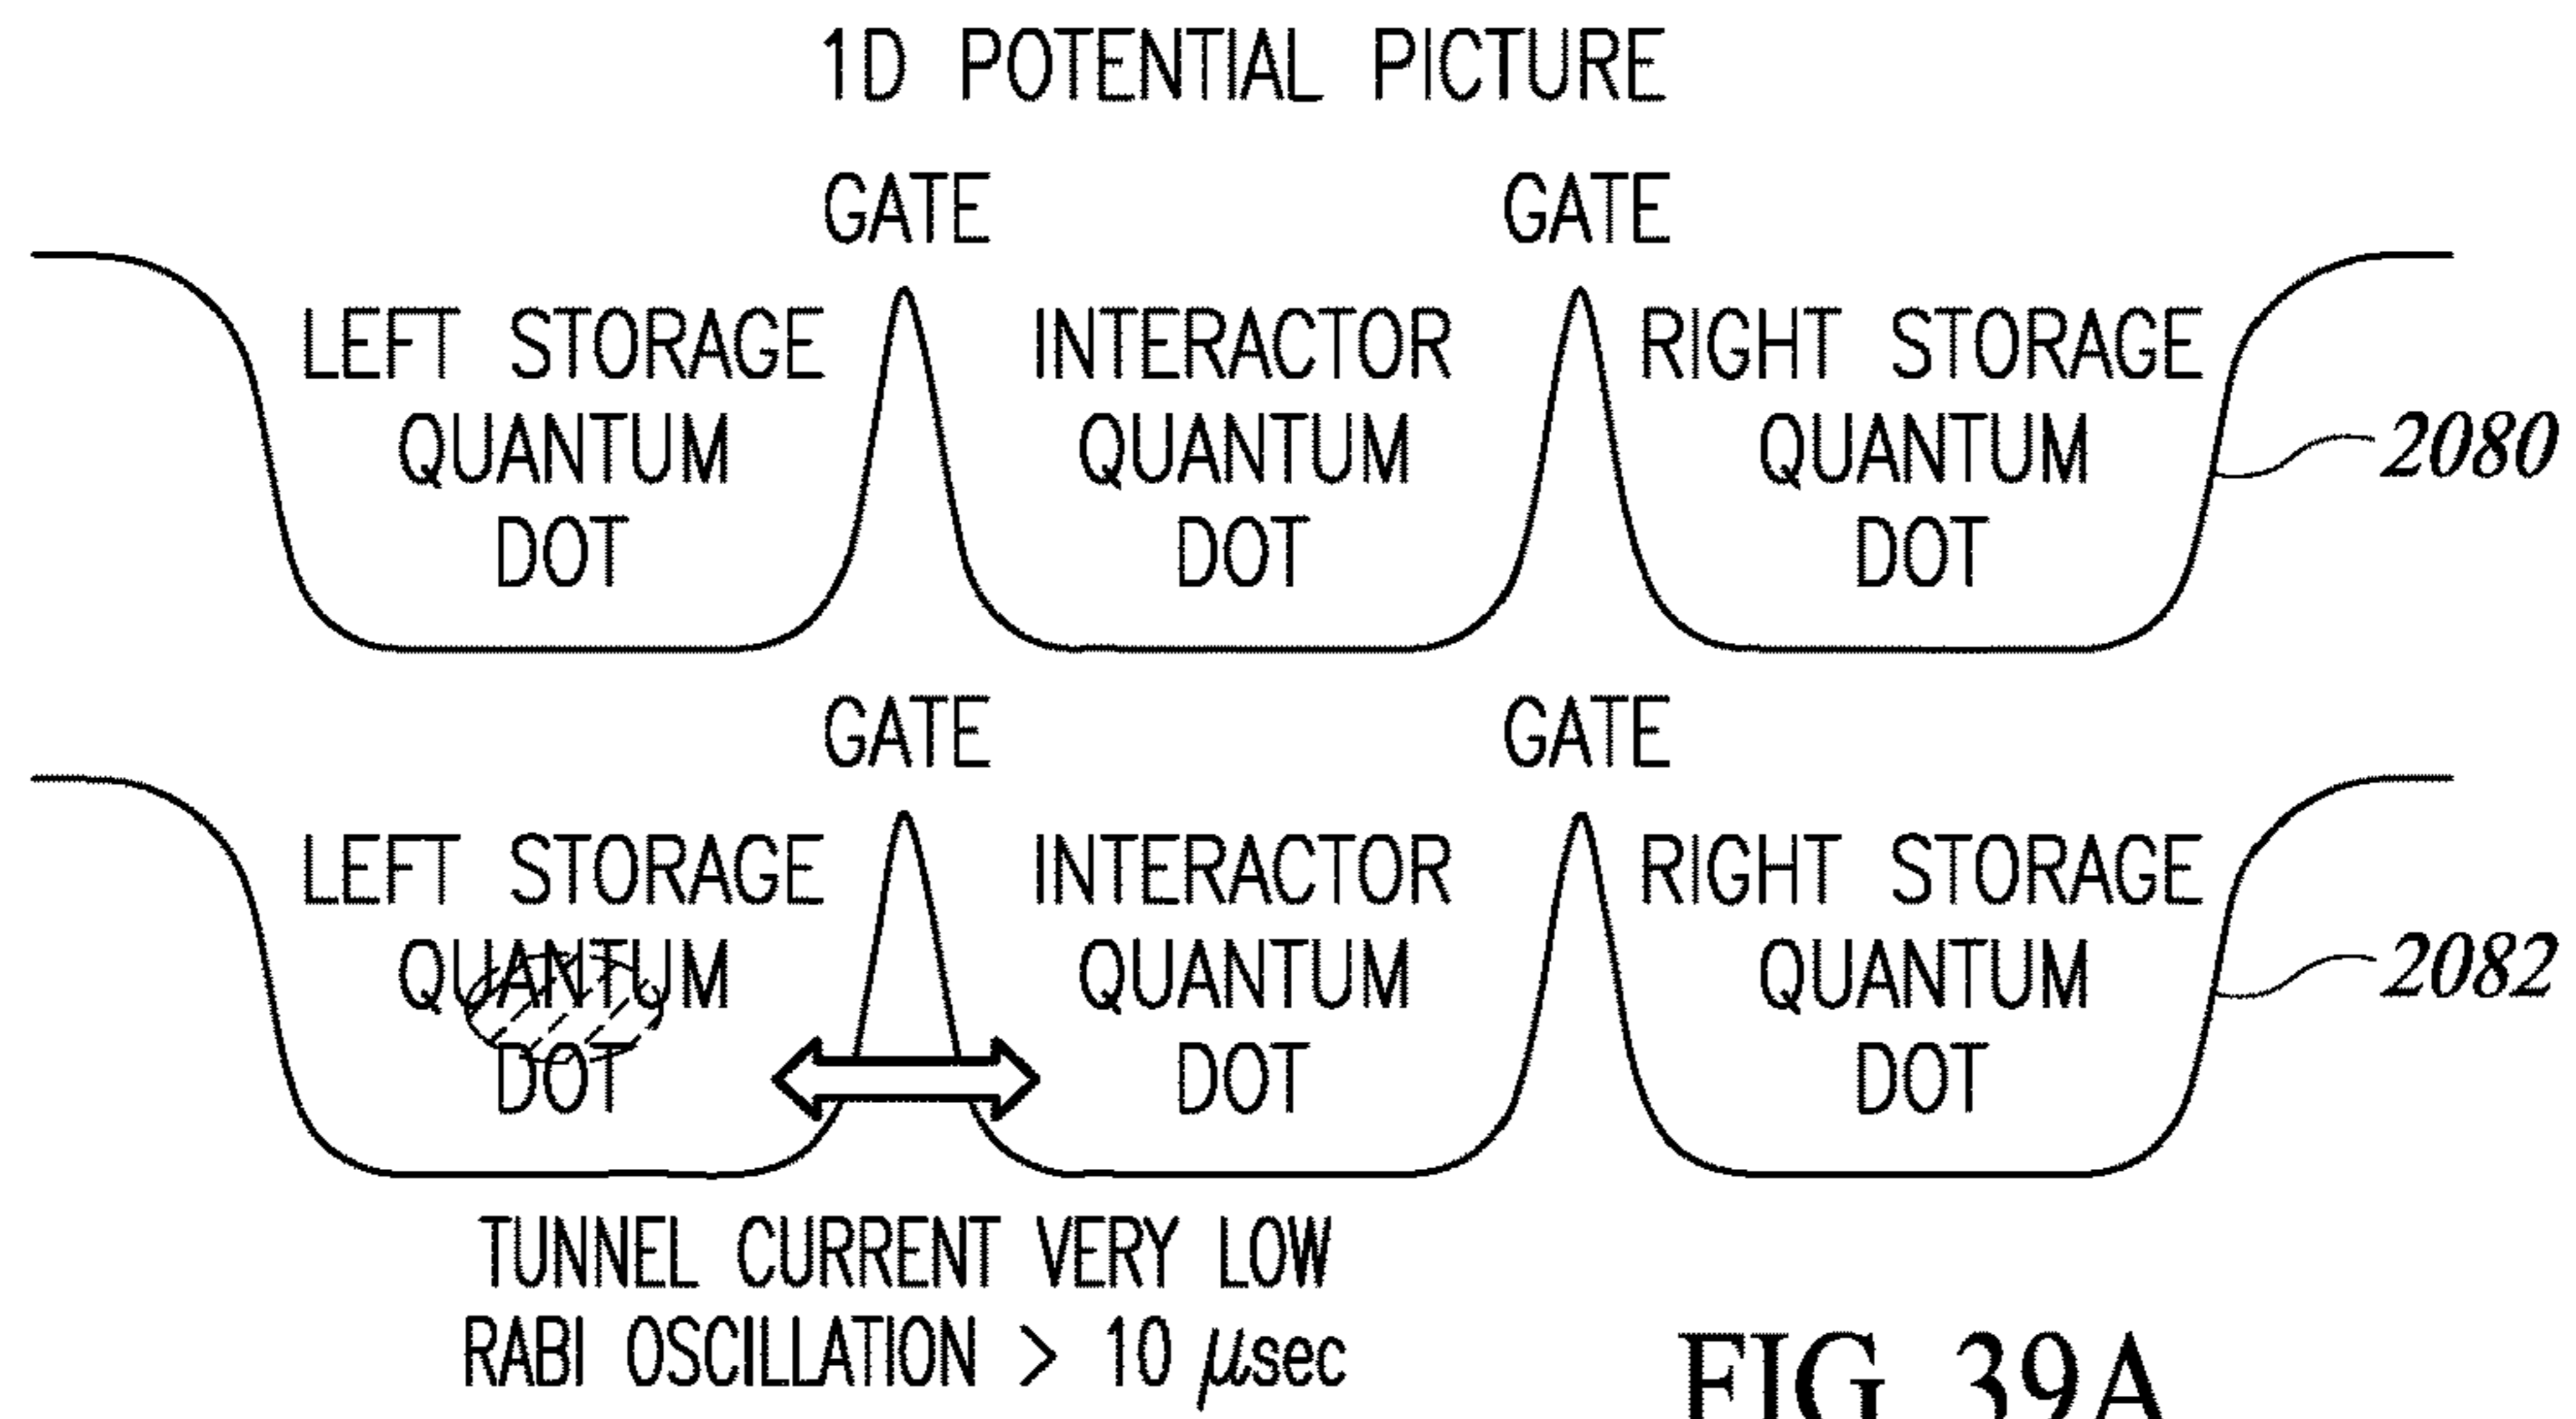 1D POTENTIAL PICTURE
GATE GATE
LEFT STORAGE QUANTUM DOT
INTERACTOR QUANTUM DOT
RIGHT STORAGE QUANTUM DOT
2080
GATE GATE
LEFT STORAGE QUANTUM DOT
INTERACTOR QUANTUM DOT
RIGHT STORAGE QUANTUM DOT
2082
TUNNEL CURRENT VERY LOW
RABI OSCILLATION > 10 μsec
FIG 39A